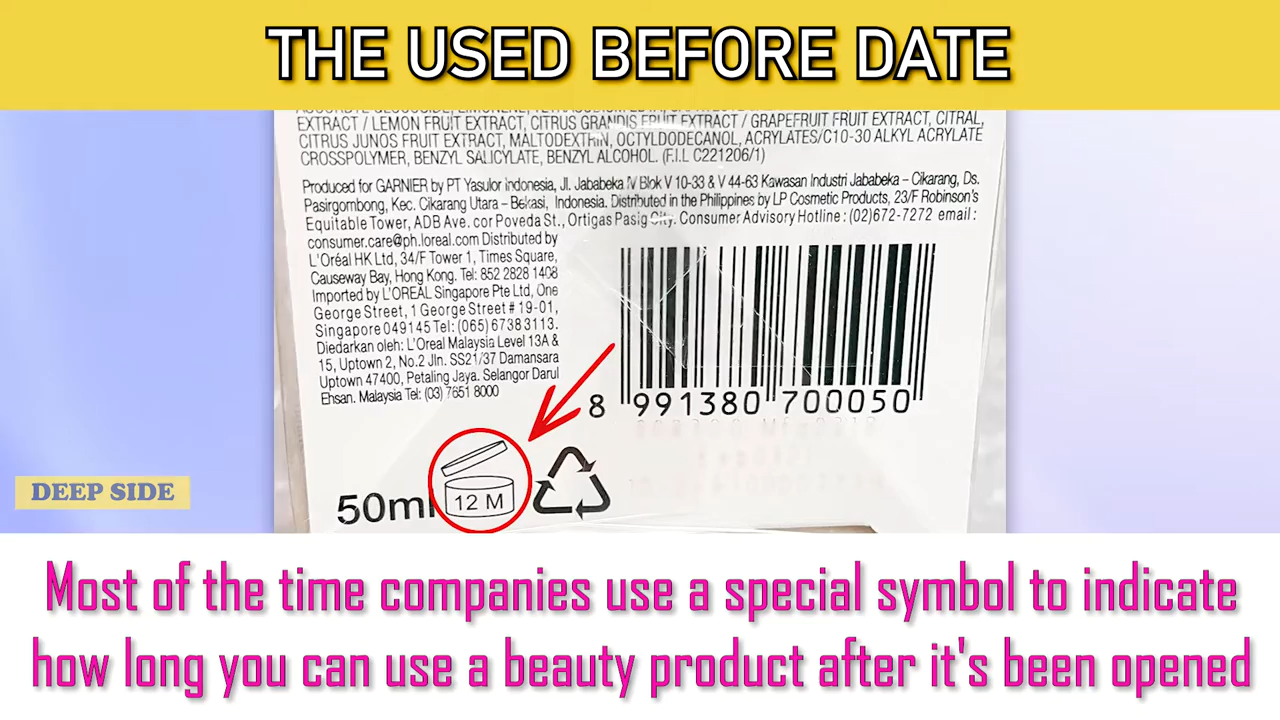 THE USED BEFORE DATE
EXTRACT / LEMON FRUIT EXTRACT, CITRUS GRANDIS FRUIT EXTRACT / GRAPEFRUIT FRUIT EXTRACT, CITRAL,
CITRUS JUNOS FRUIT EXTRACT, MALTODEXTRIN, OCTYLDODECANOL, ACRYLATES/C10-30 ALKYL ACRYLATE
CROSSPOLYMER, BENZYL SALICYLATE, BENZYL ALCOHOL. (F.I.L C221206/1)
Produced for GARNIER by PT Yasulor Indonesia, Jl. Jababeka IV Blok V 10-33 & V 44-63 Kawasan Industri Jababeka – Cikarang, Ds.
Pasirgombong, Kec. Cikarang Utara – Bekasi, Indonesia. Distributed in the Philippines by LP Cosmetic Products, 23/F Robinson's
Equitable Tower, ADB Ave. cor Poveda St., Ortigas Pasig City. Consumer Advisory Hotline : (02)672-7272 email :
consumer.care@ph.loreal.com Distributed by
L'Oréal HK Ltd, 34/F Tower 1, Times Square,
Causeway Bay, Hong Kong. Tel: 852 2828 1408
Imported by L'OREAL Singapore Pte Ltd, One
George Street, 1 George Street # 19-01,
Singapore 049145 Tel: (065) 6738 3113.
Diedarkan oleh: L'Oreal Malaysia Level 13A &
15, Uptown 2, No.2 Jln. SS21/37 Damansara
Uptown 47400, Petaling Jaya. Selangor Darul
Ehsan. Malaysia Tel: (03) 7651 8000
8 991380 700050
DEEP SIDE
50ml 12 M
Most of the time companies use a special symbol to indicate
how long you can use a beauty product after it's been opened